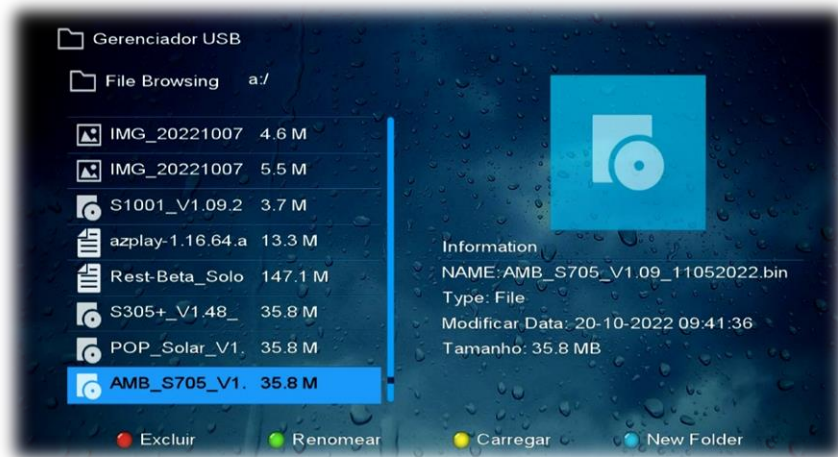 Gerenciador USB
File Browsing a:/
IMG_20221007 4.6 M
IMG_20221007 5.5 M
S1001_V1.09.2 3.7 M
azplay-1.16.64.a 13.3 M
Rest-Beta_Solo 147.1 M
S305+_V1.48_ 35.8 M
POP_Solar_V1. 35.8 M
AMB_S705_V1. 35.8 M
Information
NAME:AMB_S705_V1.09_11052022.bin
Type: File
Modificar Data: 20-10-2022 09:41:36
Tamanho: 35.8 MB
Excluir Renomear Carregar New Folder